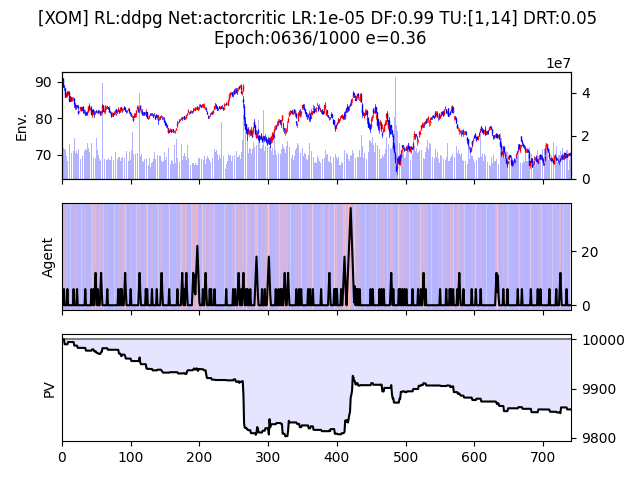 [XOM] RL:ddpg Net:actorcritic LR:1e-05 DF:0.99 TU:[1,14] DRT:0.05
Epoch:0636/1000 e=0.36
1e7
90
80
70
Env.
4
2
0
Agent
20
0
PV
10000
9900
9800
0 100 200 300 400 500 600 700